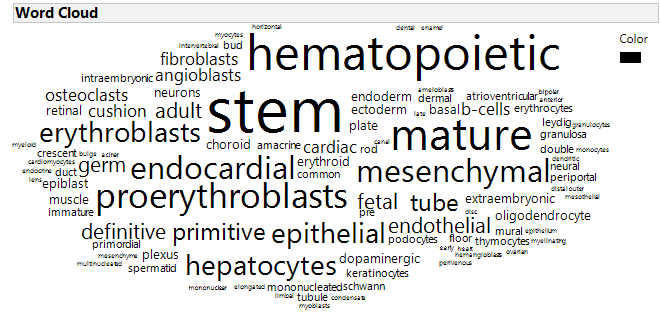 Word Cloud
Color
horizontal
dental enamel
myocytes
intervertebral bud
hematopoietic
fibroblasts
intraembryonic angioblasts
osteoclasts neurons
retinal cushion adult
stem
endoderm ameloblasts dermal atrioventricular bipolar anterior
ectoderm late basal b-cells erythrocytes
plate
mature
leydig granulocytes
granulosa
erythroblasts
myeloid
choroid amacrine cardiac rod canal
double monocytes
crescent bulge acinar
cardiomyocytes
endocrine duct germ
lens
endocardial
erythroid
common
mesenchymal
dendritic
neural
periportal
epiblast
muscle
immature
proerythroblasts
fetal
pre
tube
distal outer
extraembryonic mesothelial
disc
oligodendrocyte
definitive primitive epithelial endothelial
mural epithelium
primordial
podocytes floor thymocytes myelinating
early heart
mesenchyme plexus
multinucleated
spermatid
hepatocytes
dopaminergic
hemangioblasts ovarian
perivenous
keratinocytes
mononuclear elongated mononucleated schwann
limbal tubule condensate
myoblasts